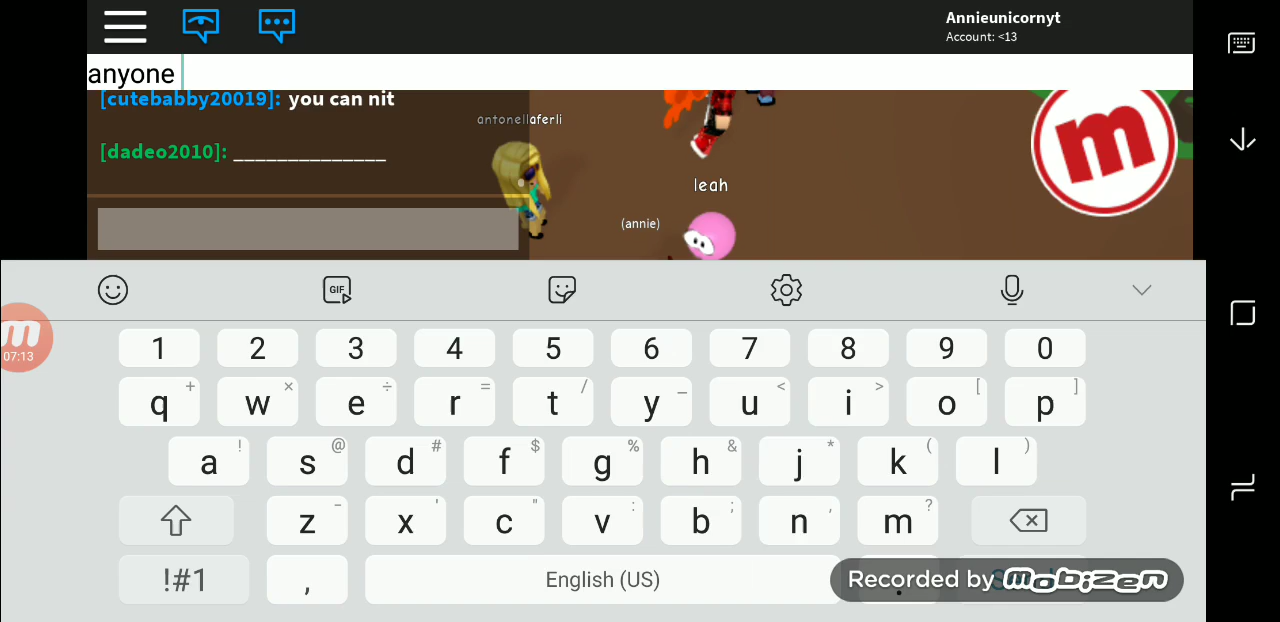 Annieunicornyt
Account: <13
anyone
[cutebabby20019]: you can nit
antonellaferli
[dadeo2010]: ______________
leah
(annie)
m
GIF
m
07:13
1 2 3 4 5 6 7 8 9 0
q + w × e ÷ r = t / y _ u < i > o [ p ]
a ! s @ d # f $ g % h & j * k ( l )
z - x ' c " v : b ; n , m ?
!#1 , English (US) .
Recorded by mobizen